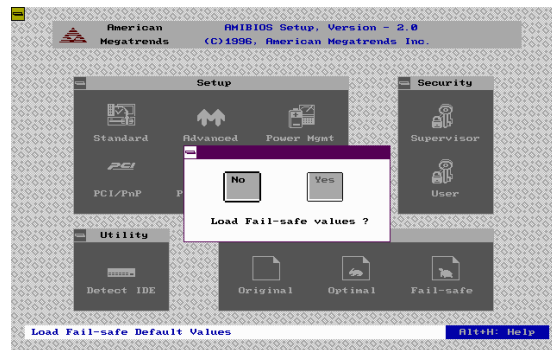 American Megatrends
AMIBIOS Setup, Version - 2.0
(C)1996, American Megatrends Inc.
Setup
Security
Standard
Advanced
Power Mgmt
Supervisor
PCI
PCI/PnP
P
User
No
Yes
Load Fail-safe values ?
Utility
Detect IDE
Original
Optimal
Fail-safe
Load Fail-safe Default Values
Alt+H: Help